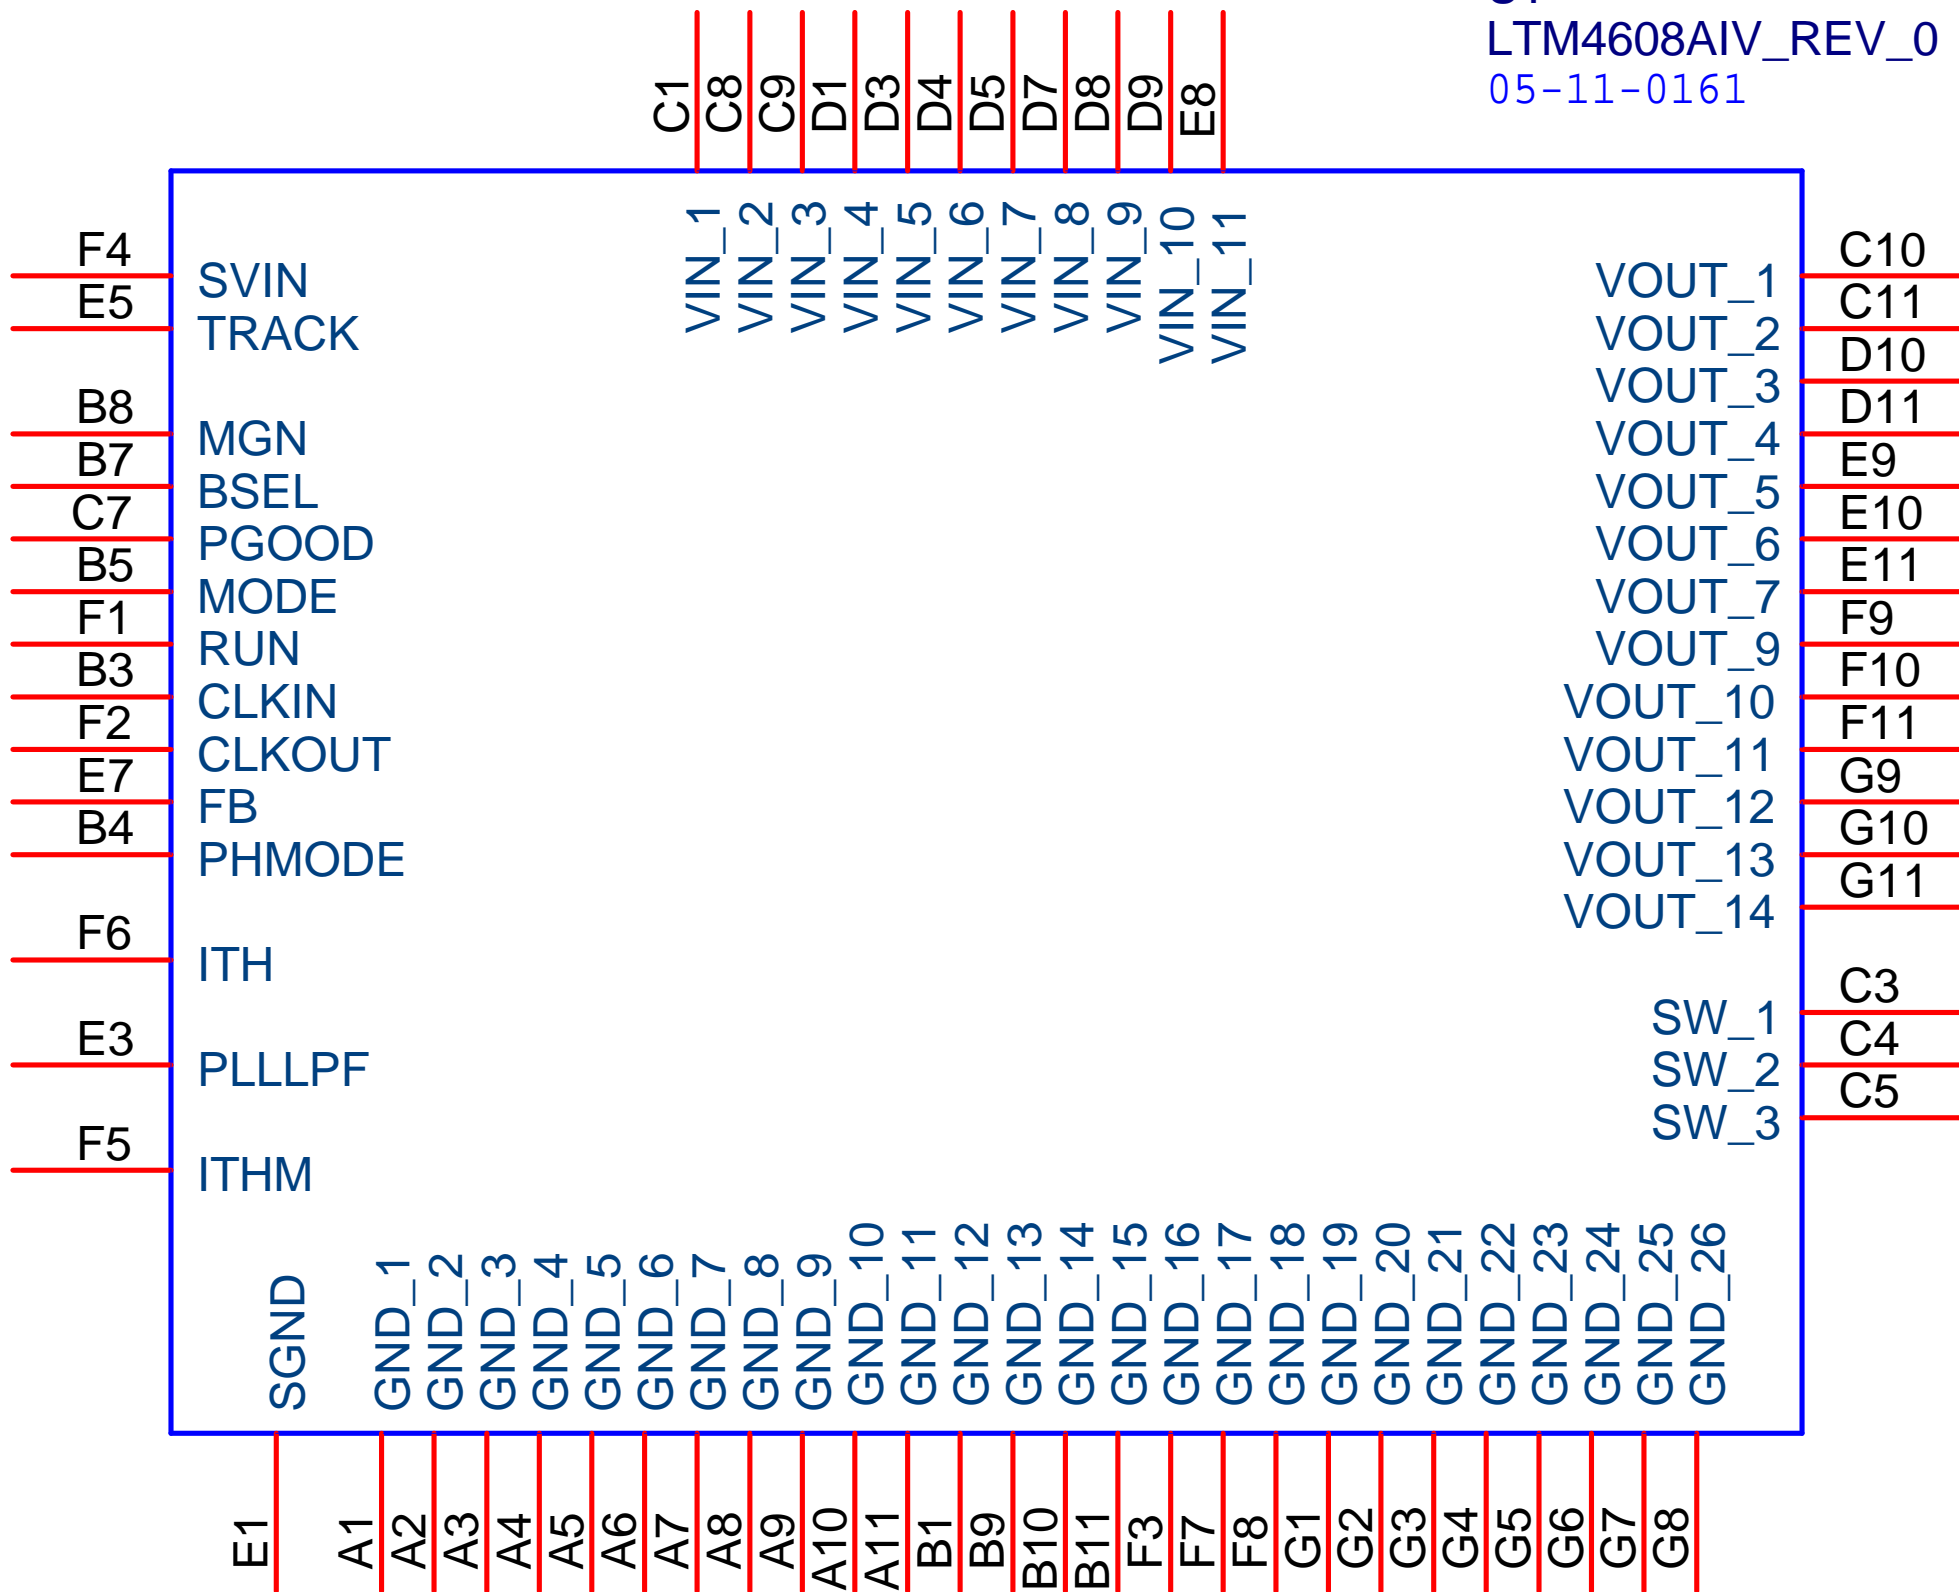 LTM4608AIV_REV_0
05-11-0161
C1
C8
C9
D1
D3
D4
D5
D7
D8
D9
E8
VIN_1
VIN_2
VIN_3
VIN_4
VIN_5
VIN_6
VIN_7
VIN_8
VIN_9
VIN_10
VIN_11
F4
SVIN
E5
TRACK
B8
MGN
B7
BSEL
C7
PGOOD
B5
MODE
F1
RUN
B3
CLKIN
F2
CLKOUT
E7
FB
B4
PHMODE
F6
ITH
E3
PLLLPF
F5
ITHM
VOUT_1
C10
VOUT_2
C11
VOUT_3
D10
VOUT_4
D11
VOUT_5
E9
VOUT_6
E10
VOUT_7
E11
VOUT_9
F9
VOUT_10
F10
VOUT_11
F11
VOUT_12
G9
VOUT_13
G10
VOUT_14
G11
SW_1
C3
SW_2
C4
SW_3
C5
SGND
GND_1
GND_2
GND_3
GND_4
GND_5
GND_6
GND_7
GND_8
GND_9
GND_10
GND_11
GND_12
GND_13
GND_14
GND_15
GND_16
GND_17
GND_18
GND_19
GND_20
GND_21
GND_22
GND_23
GND_24
GND_25
GND_26
E1
A1
A2
A3
A4
A5
A6
A7
A8
A9
A10
A11
B1
B9
B10
B11
F3
F7
F8
G1
G2
G3
G4
G5
G6
G7
G8